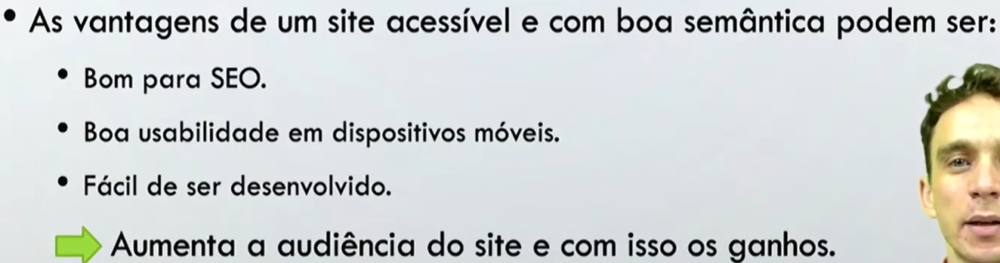 • As vantagens de um site acessível e com boa semântica podem ser:
• Bom para SEO.
• Boa usabilidade em dispositivos móveis.
• Fácil de ser desenvolvido.
Aumenta a audiência do site e com isso os ganhos.